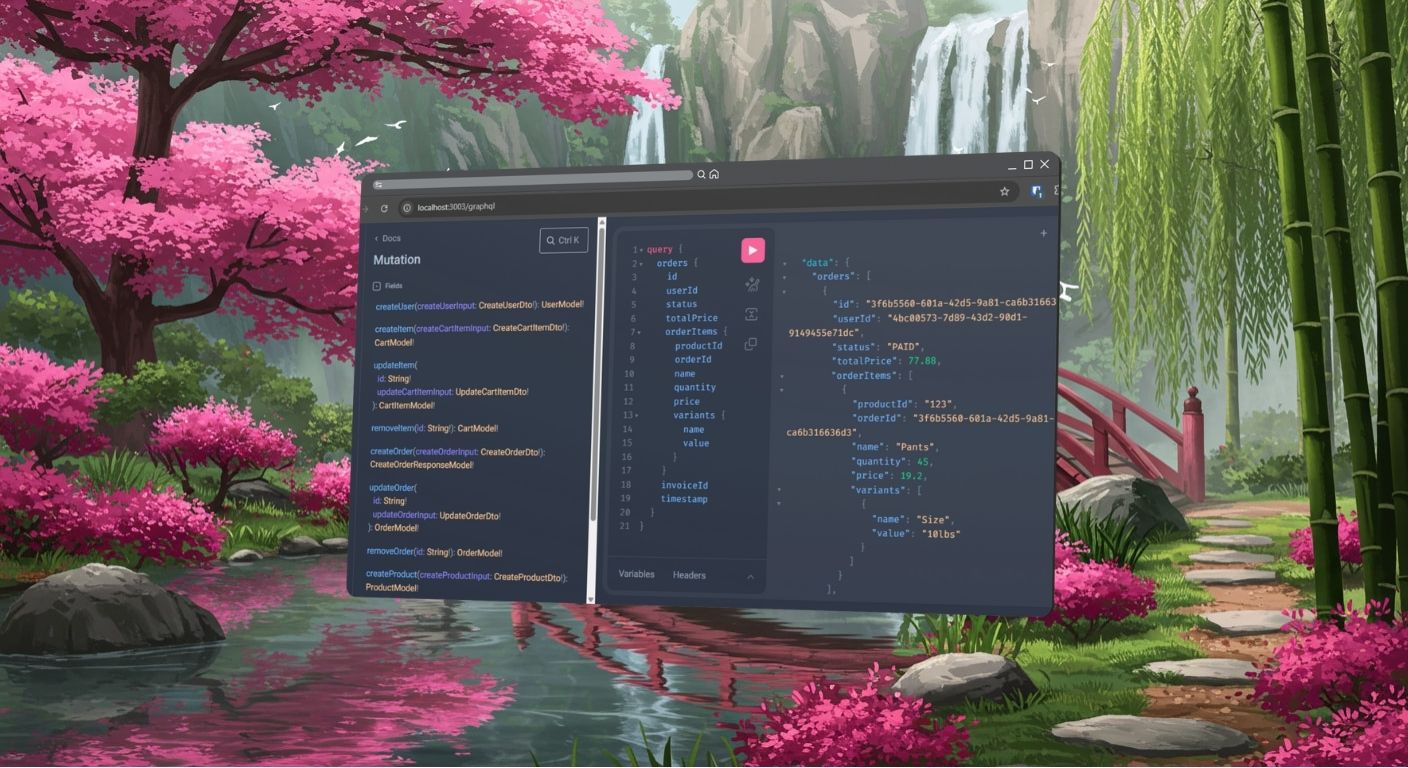 localhost:3003/graphql
Docs
Ctrl K
Mutation
Fields
createUser(createUserInput: CreateUserDto!): UserModel!
createItem(createCartItemInput: CreateCartItemDto!):
CartModel!
updateItem(
id: String!
updateCartItemInput: UpdateCartItemDto!
): CartItemModel!
removeItem(id: String!): CartModel!
createOrder(createOrderInput: CreateOrderDto!):
CreateOrderResponseModel!
updateOrder(
id: String!
updateOrderInput: UpdateOrderDto!
): OrderModel!
removeOrder(id: String!): OrderModel!
createProduct(createProductInput: CreateProductDto!):
ProductModel!
1 query {
2 orders {
3 id
4 userId
5 status
6 totalPrice
7 orderItems {
8 productId
9 orderId
10 name
11 quantity
12 price
13 variants {
14 name
15 value
16 }
17 }
18 invoiceId
19 timestamp
20 }
21 }
Variables Headers
"data": {
"orders": [
{
"id": "3f6b5560-601a-42d5-9a81-ca6b31663
"userId": "4bc00573-7d89-43d2-90d1-
9149455e71dc",
"status": "PAID",
"totalPrice": 77.88,
"orderItems": [
{
"productId": "123",
"orderId": "3f6b5560-601a-42d5-9a81-
ca6b316636d3",
"name": "Pants",
"quantity": 45,
"price": 19.2,
"variants": [
{
"name": "Size",
"value": "10lbs"
}
]
}
],